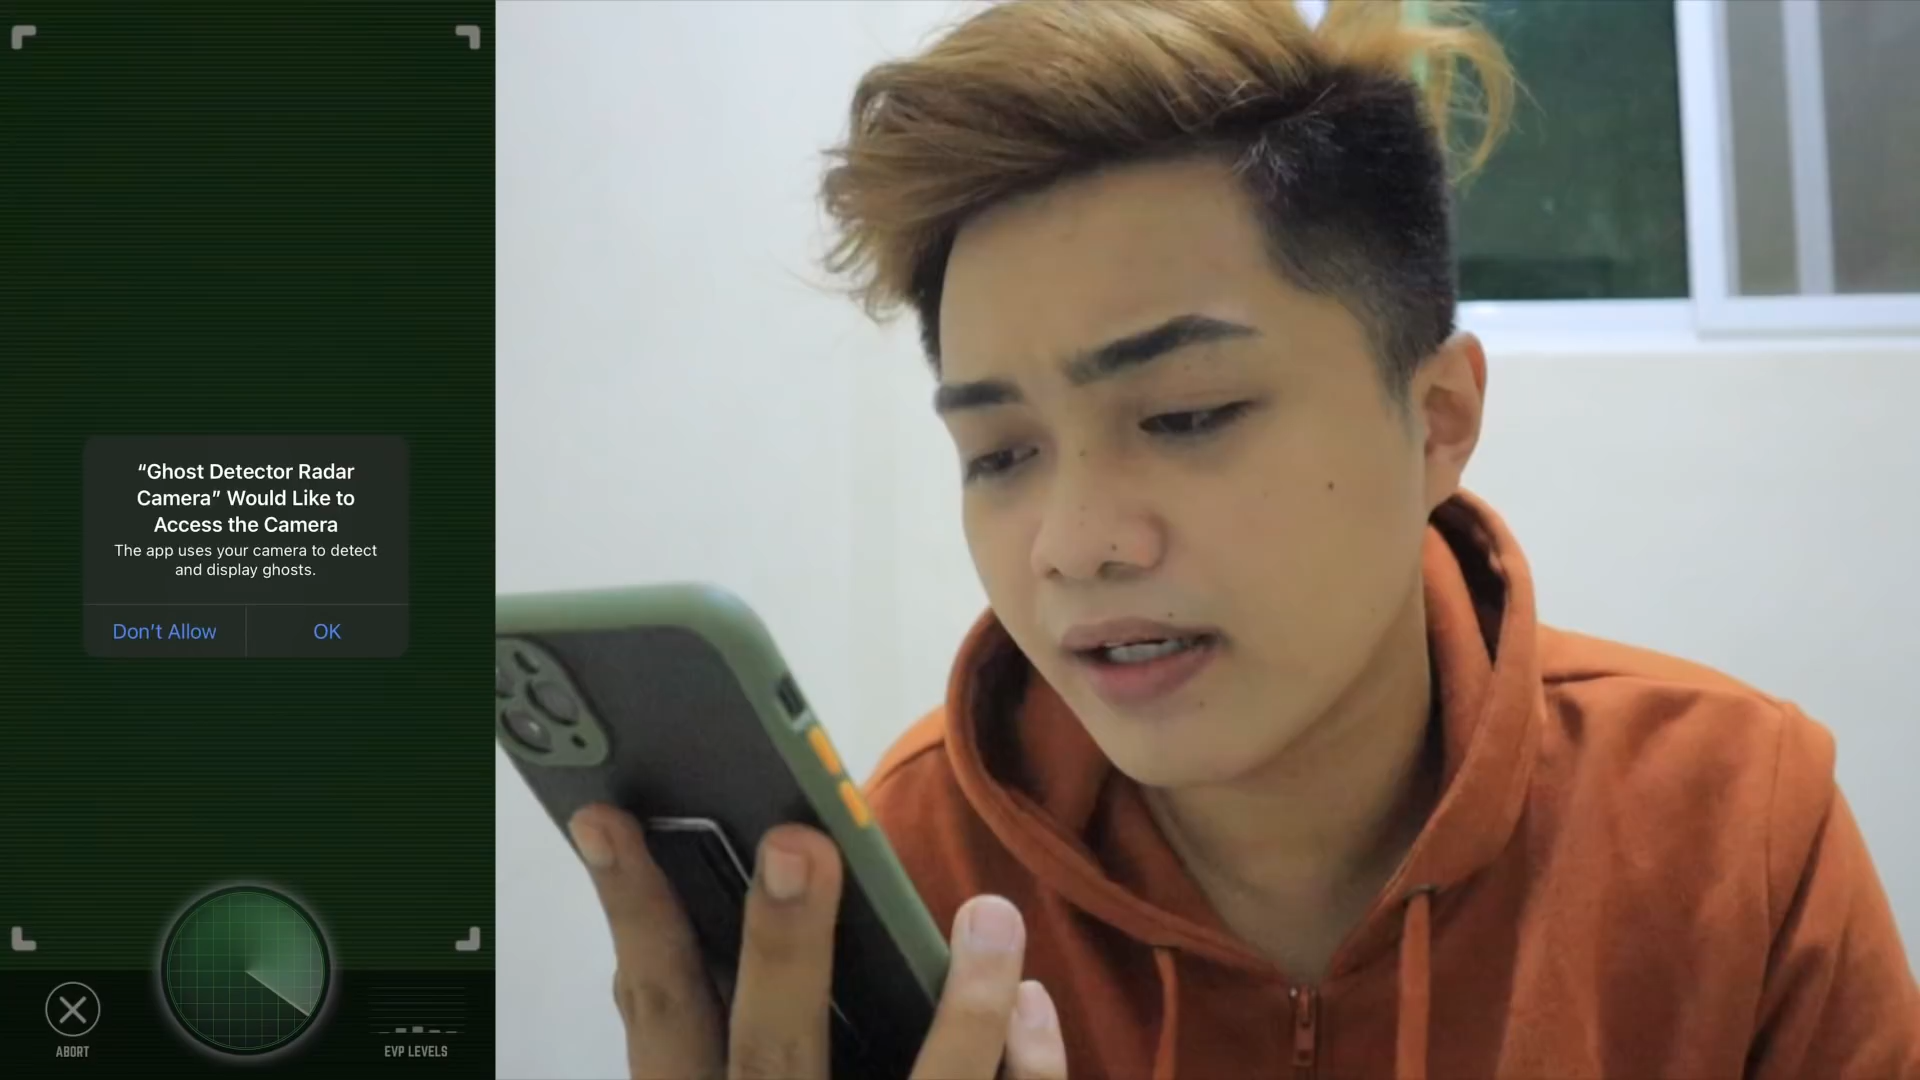 “Ghost Detector Radar
Camera” Would Like to
Access the Camera
The app uses your camera to detect
and display ghosts.
Don’t Allow
OK
ABORT
EVP LEVELS